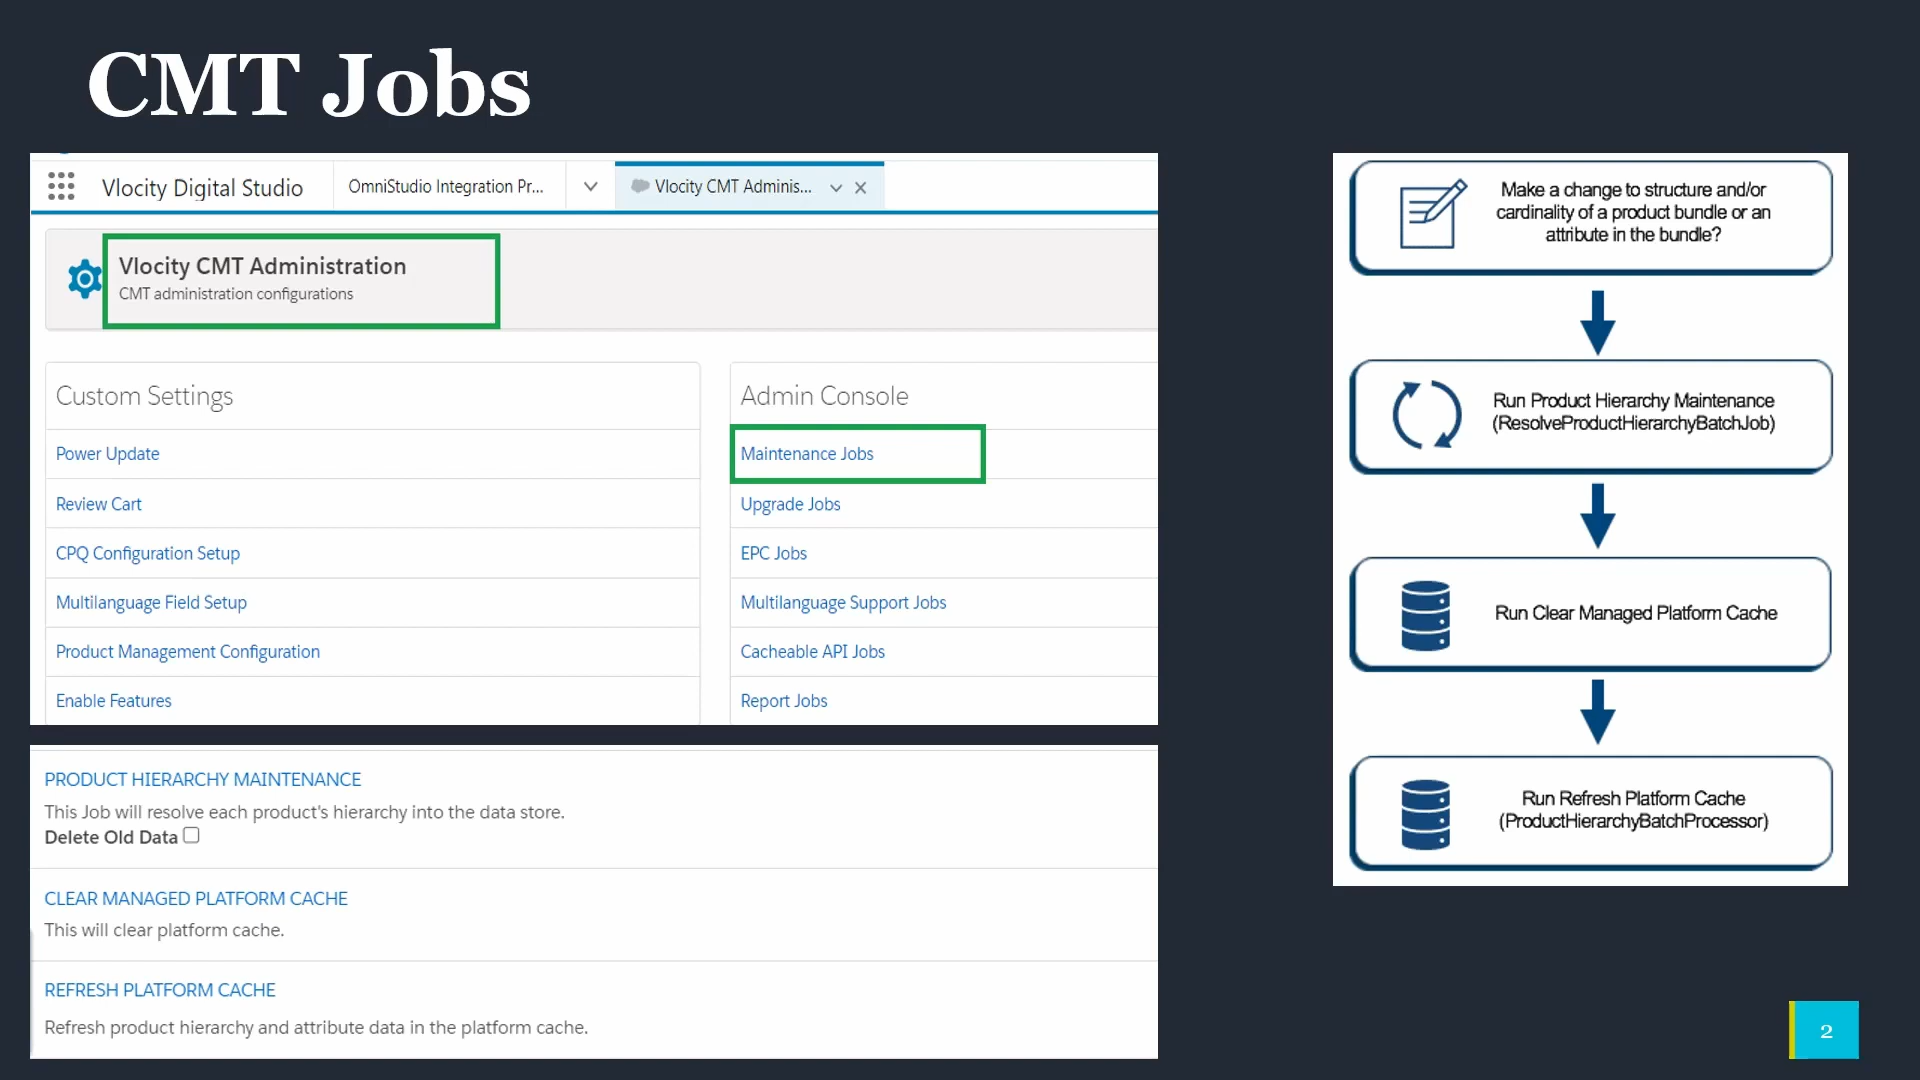 CMT Jobs
Vlocity Digital Studio
OmniStudio Integration Pr...
Vlocity CMT Adminis...
Vlocity CMT Administration
CMT administration configurations
Custom Settings
Power Update
Review Cart
CPQ Configuration Setup
Multilanguage Field Setup
Product Management Configuration
Enable Features
Admin Console
Maintenance Jobs
Upgrade Jobs
EPC Jobs
Multilanguage Support Jobs
Cacheable API Jobs
Report Jobs
PRODUCT HIERARCHY MAINTENANCE
This Job will resolve each product's hierarchy into the data store.
Delete Old Data
CLEAR MANAGED PLATFORM CACHE
This will clear platform cache.
REFRESH PLATFORM CACHE
Refresh product hierarchy and attribute data in the platform cache.
Make a change to structure and/or
cardinality of a product bundle or an
attribute in the bundle?
Run Product Hierarchy Maintenance
(ResolveProductHierarchyBatchJob)
Run Clear Managed Platform Cache
Run Refresh Platform Cache
(ProductHierarchyBatchProcessor)
2